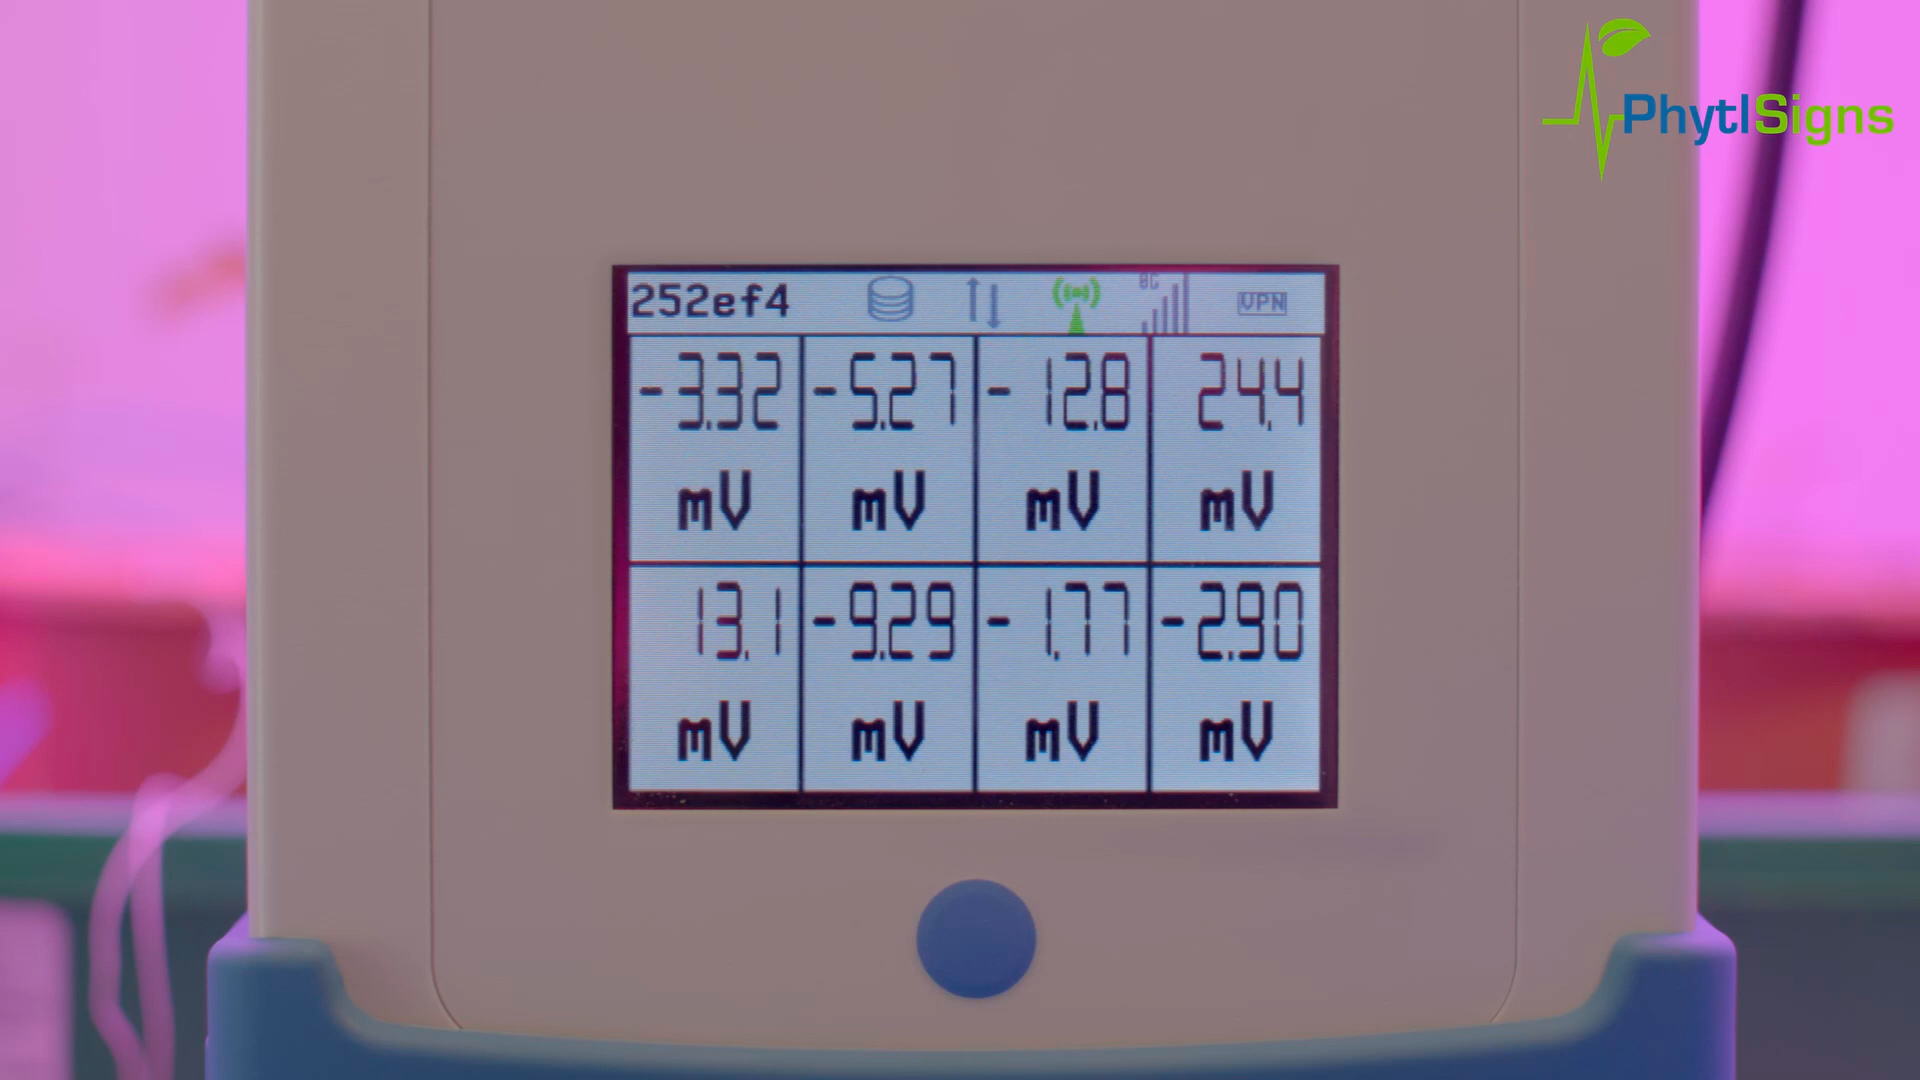 PhytlSigns
252ef4 8G VPN
-3.32 -5.27 -12.8 24.4
mV mV mV mV
13.1 -9.29 -1.77 -2.90
mV mV mV mV